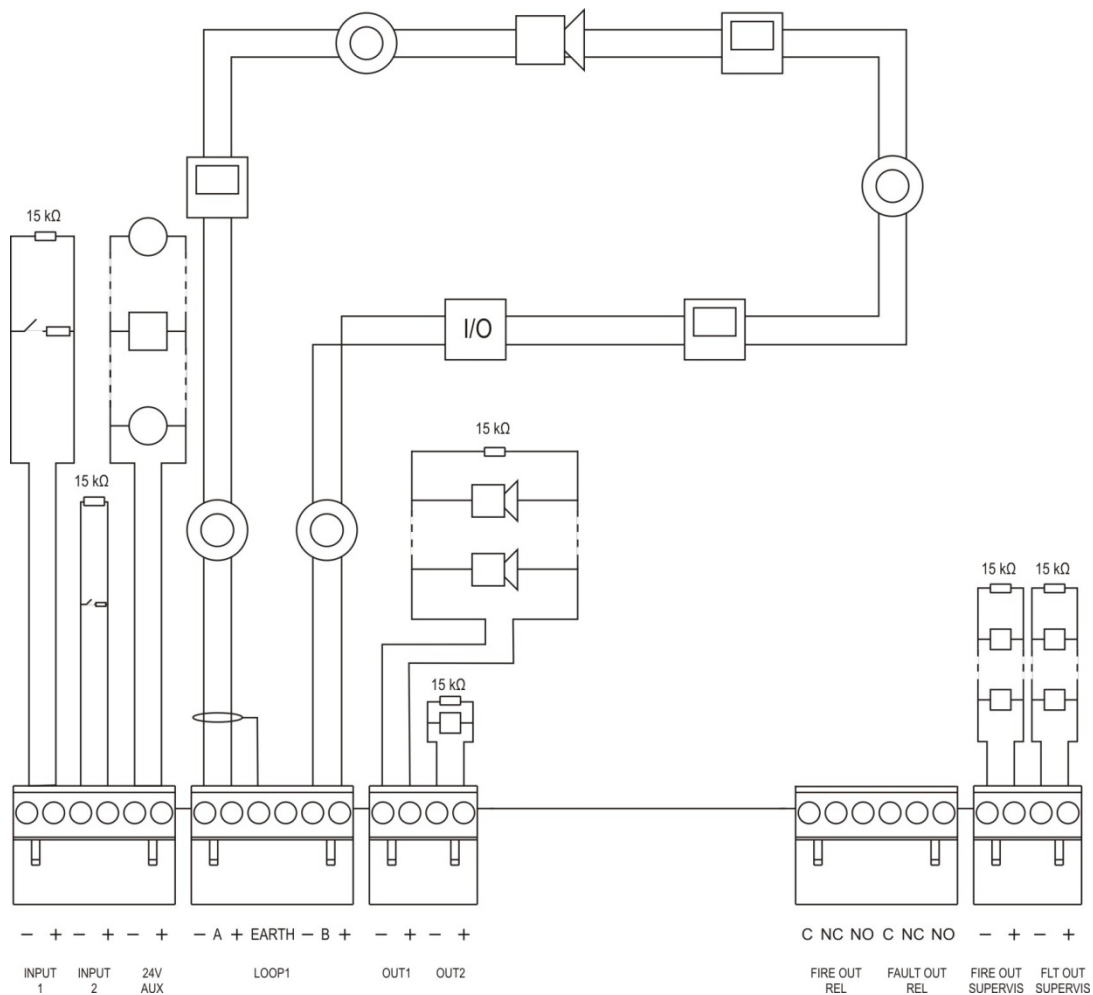 15 kΩ
I/O
15 kΩ
15 kΩ
15 kΩ
15 kΩ
15 kΩ
− + − + − +
− A + EARTH − B +
− + − +
C NC NO C NC NO
− + − +
INPUT
1
INPUT
2
24V
AUX
LOOP1
OUT1
OUT2
FIRE OUT
REL
FAULT OUT
REL
FIRE OUT
SUPERVIS
FLT OUT
SUPERVIS